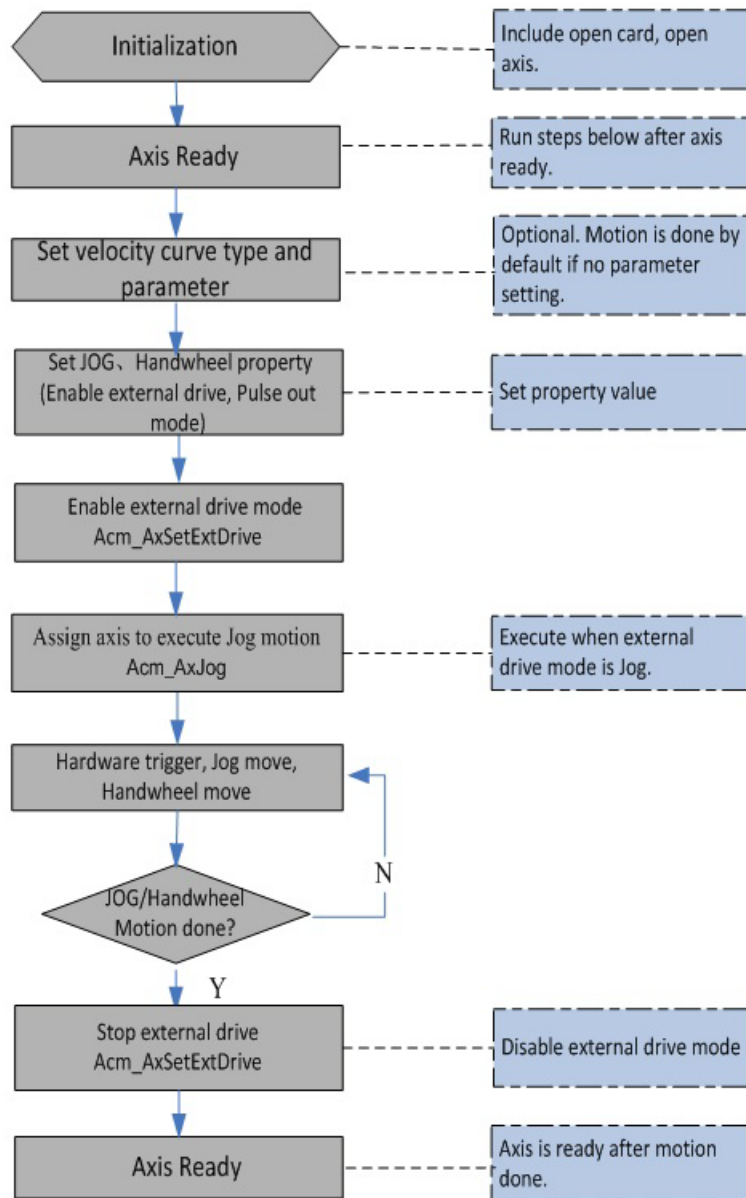 Initialization
Include open card, open
axis.
Axis Ready
Run steps below after axis
ready.
Set velocity curve type and
parameter
Optional. Motion is done by
default if no parameter
setting.
Set JOG、Handwheel property
(Enable external drive, Pulse out
mode)
Set property value
Enable external drive mode
Acm_AxSetExtDrive
Assign axis to execute Jog motion
Acm_AxJog
Execute when external
drive mode is Jog.
Hardware trigger, Jog move,
Handwheel move
N
JOG/Handwheel
Motion done?
Y
Stop external drive
Acm_AxSetExtDrive
Disable external drive mode
Axis Ready
Axis is ready after motion
done.